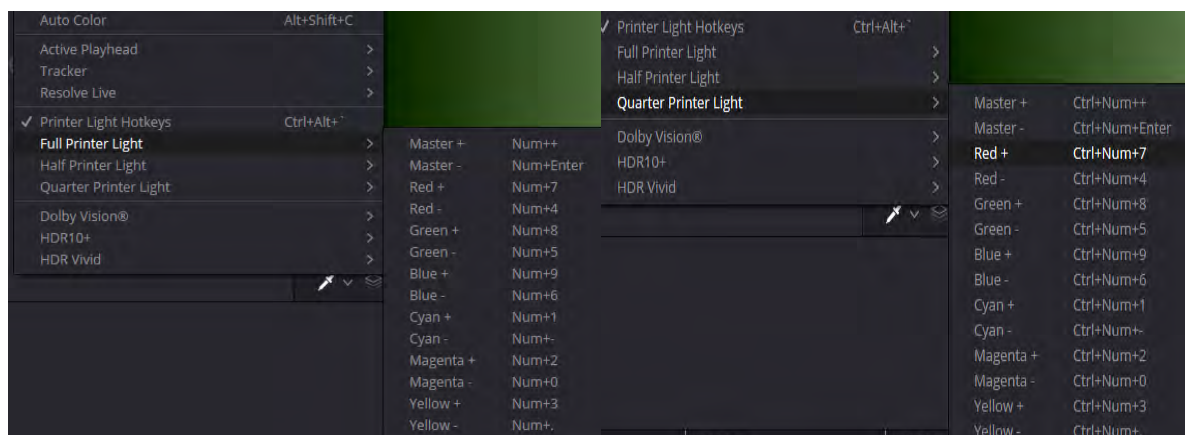 Auto Color Alt+Shift+C
Active Playhead >
Tracker >
Resolve Live >
✓ Printer Light Hotkeys Ctrl+Alt+`
Full Printer Light >
Half Printer Light >
Quarter Printer Light >
Dolby Vision® >
HDR10+ >
HDR Vivid >
Master + Num++
Master - Num+Enter
Red + Num+7
Red - Num+4
Green + Num+8
Green - Num+5
Blue + Num+9
Blue - Num+6
Cyan + Num+1
Cyan - Num+-
Magenta + Num+2
Magenta - Num+0
Yellow + Num+3
Yellow - Num+.
✓ Printer Light Hotkeys Ctrl+Alt+`
Full Printer Light >
Half Printer Light >
Quarter Printer Light >
Dolby Vision® >
HDR10+ >
HDR Vivid >
Master + Ctrl+Num++
Master - Ctrl+Num+Enter
Red + Ctrl+Num+7
Red - Ctrl+Num+4
Green + Ctrl+Num+8
Green - Ctrl+Num+5
Blue + Ctrl+Num+9
Blue - Ctrl+Num+6
Cyan + Ctrl+Num+1
Cyan - Ctrl+Num+-
Magenta + Ctrl+Num+2
Magenta - Ctrl+Num+0
Yellow + Ctrl+Num+3
Yellow - Ctrl+Num+.